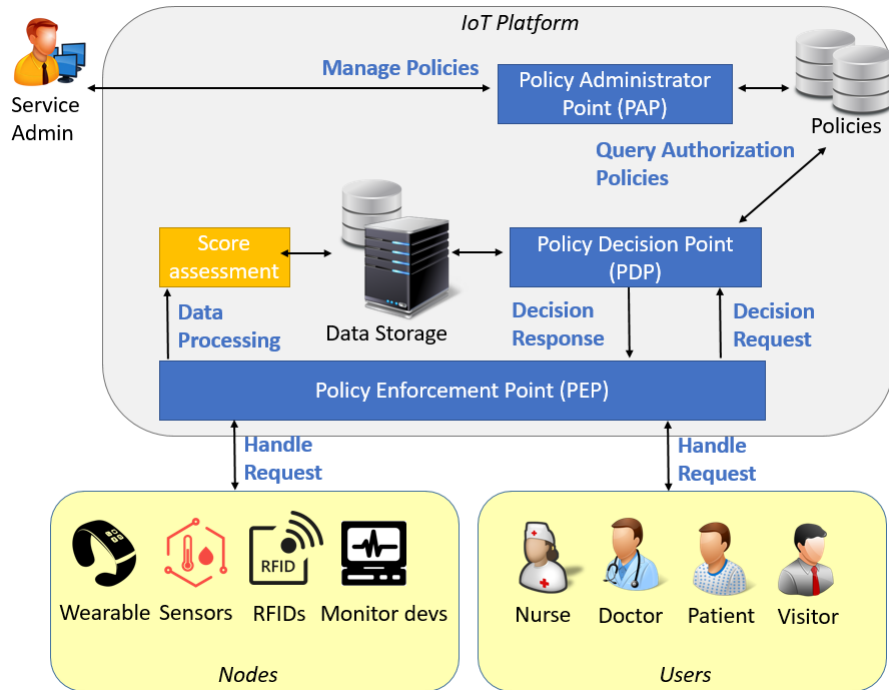 IoT Platform
Service
Admin
Manage Policies
Policy Administrator
Point (PAP)
Policies
Query Authorization
Policies
Score
assessment
Data Storage
Policy Decision Point
(PDP)
Data
Processing
Decision
Response
Decision
Request
Policy Enforcement Point (PEP)
Handle
Request
Handle
Request
RFID
Wearable
Sensors
RFIDs
Monitor devs
Nodes
Nurse
Doctor
Patient
Visitor
Users